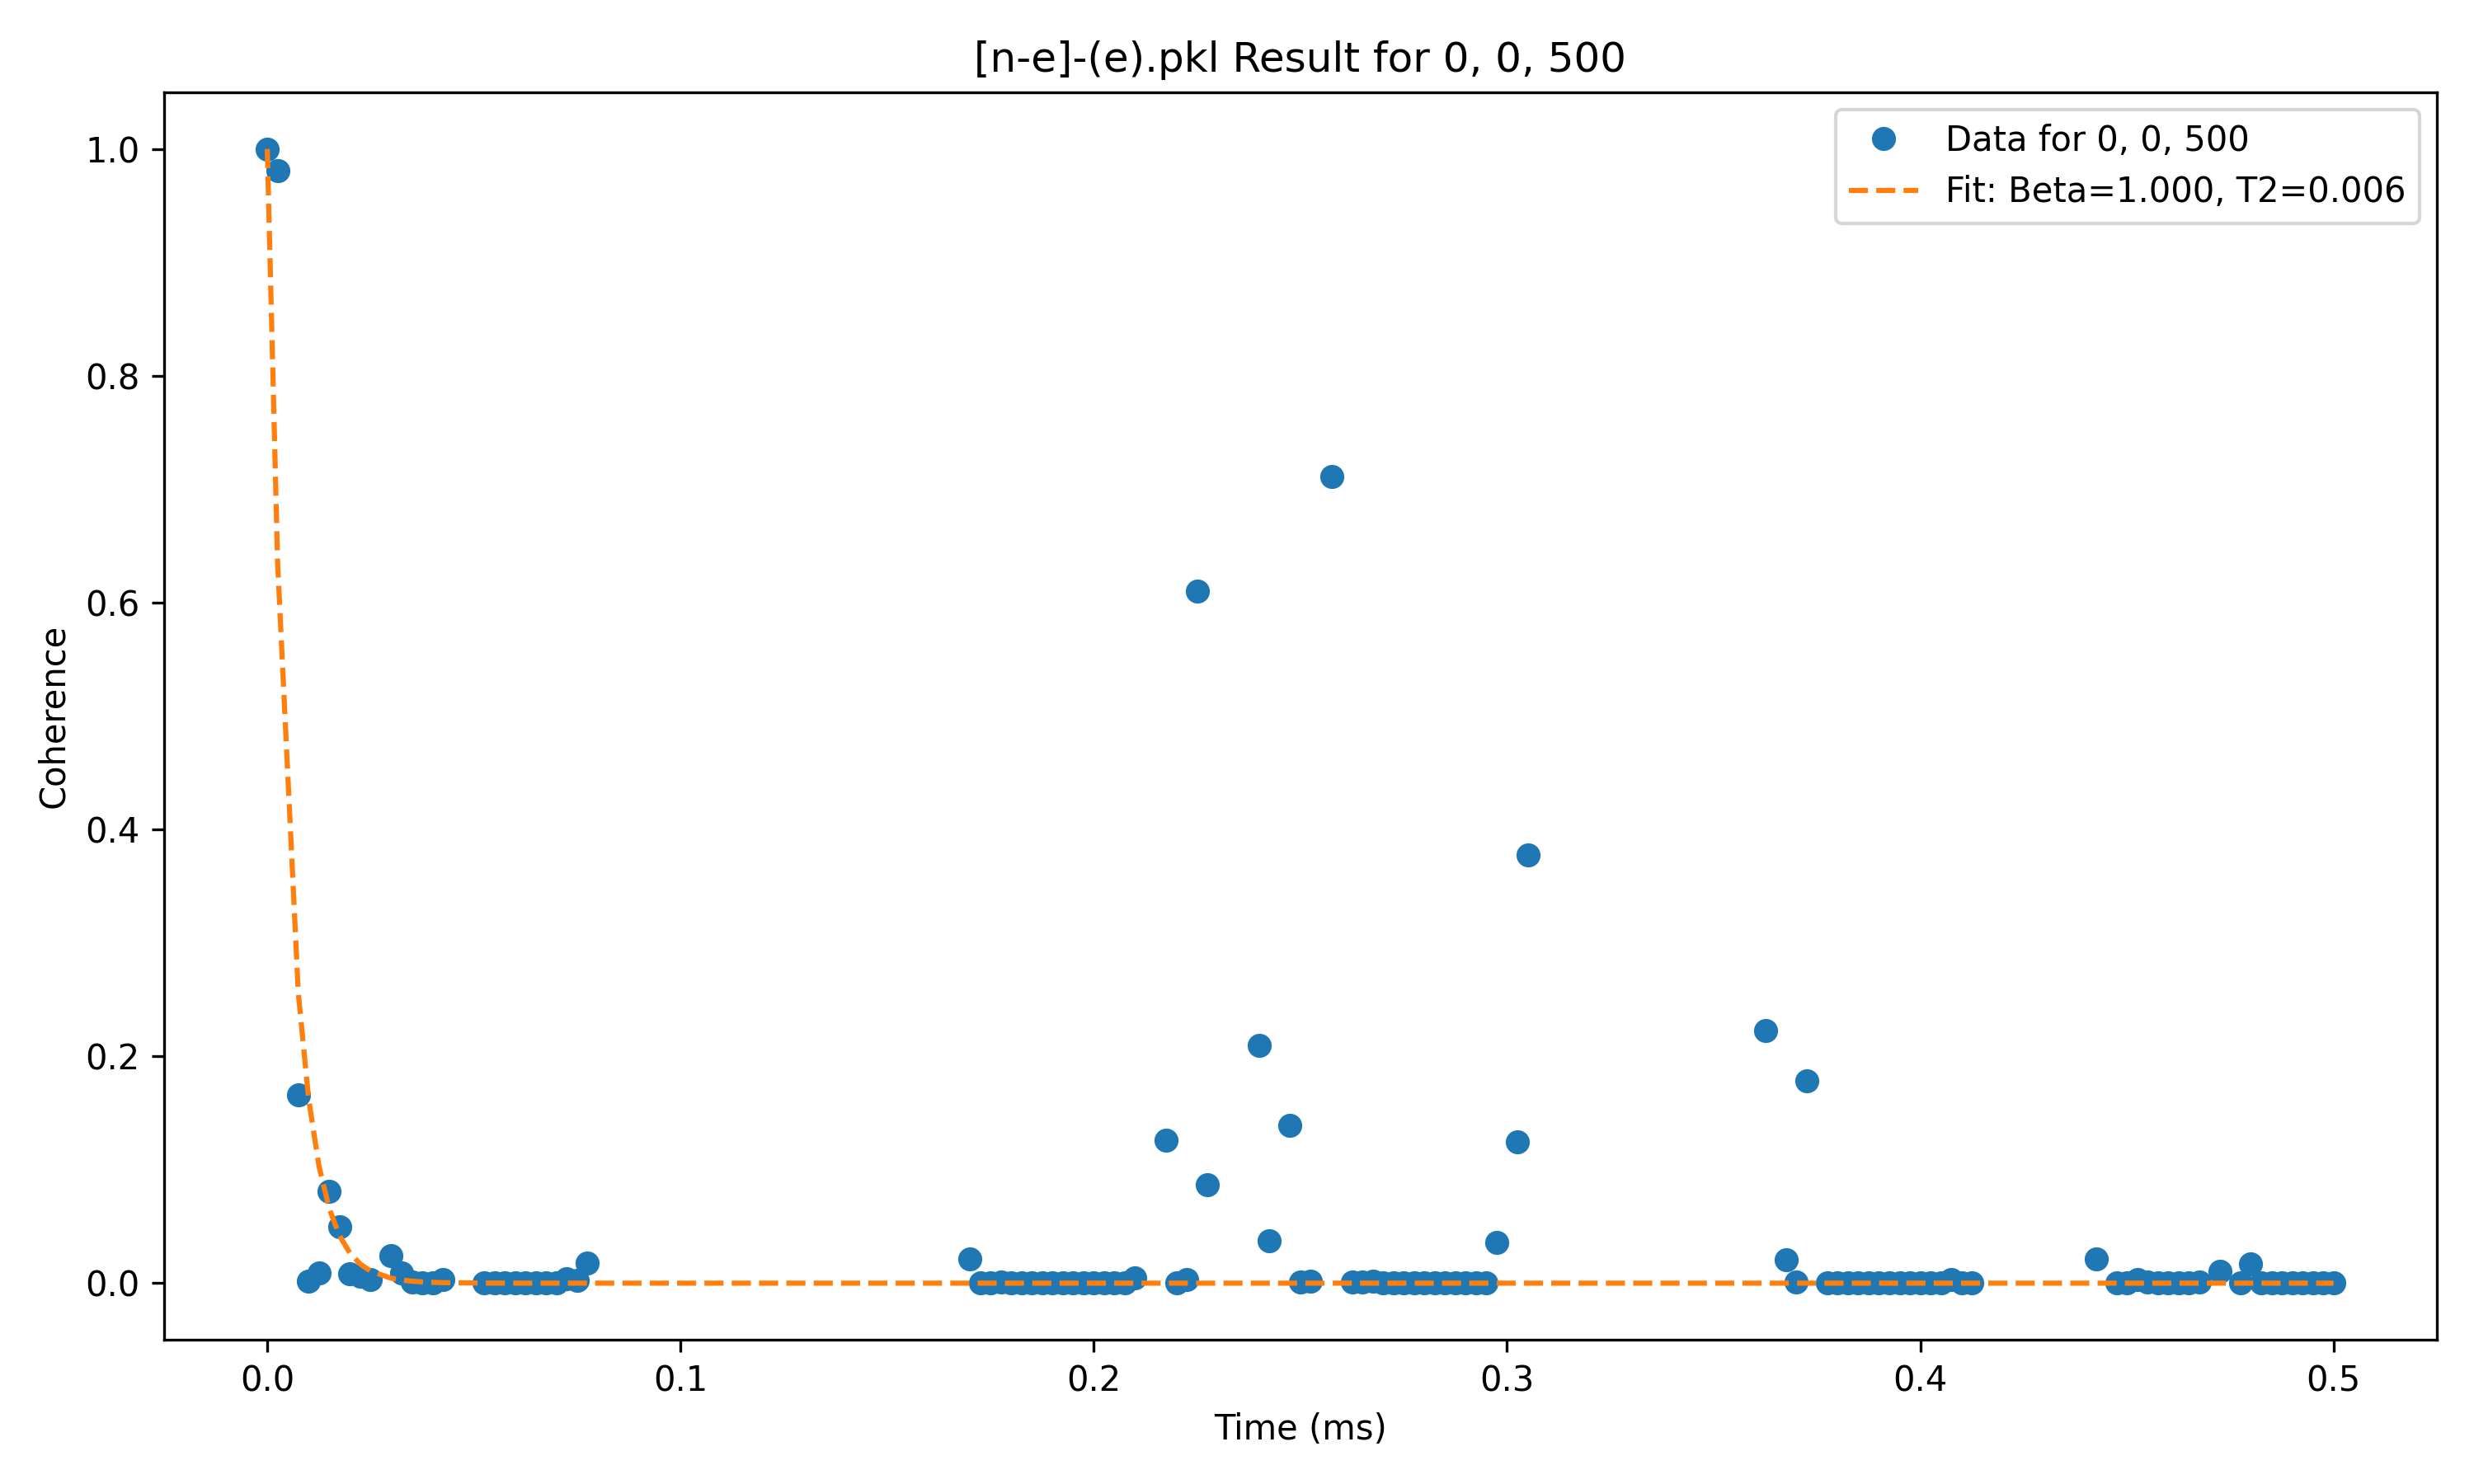 [n-e]-(e).pkl Result for 0, 0, 500
Data for 0, 0, 500
Fit: Beta=1.000, T2=0.006
Coherence
1.0
0.8
0.6
0.4
0.2
0.0
0.0 0.1 0.2 0.3 0.4 0.5
Time (ms)